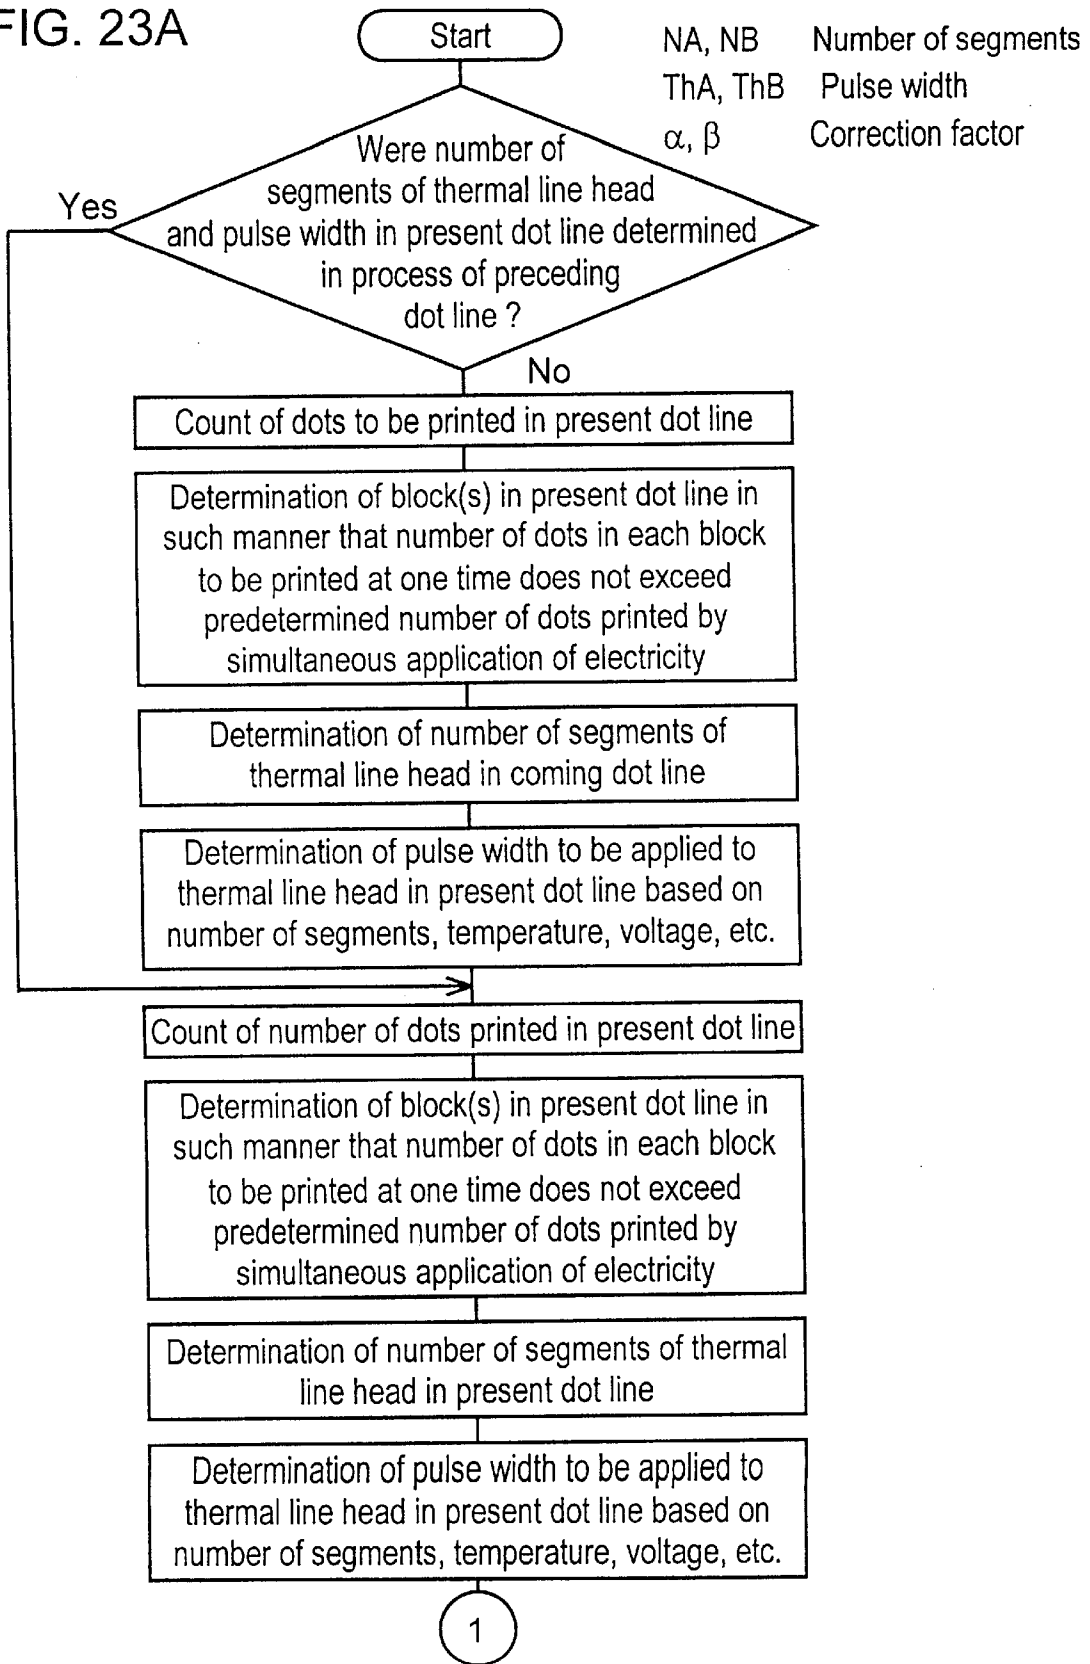 FIG. 23A
Start
NA, NB Number of segments
ThA, ThB Pulse width
α, β Correction factor
Were number of
segments of thermal line head
and pulse width in present dot line determined
in process of preceding
dot line ?
Yes
No
Count of dots to be printed in present dot line
Determination of block(s) in present dot line in
such manner that number of dots in each block
to be printed at one time does not exceed
predetermined number of dots printed by
simultaneous application of electricity
Determination of number of segments of
thermal line head in coming dot line
Determination of pulse width to be applied to
thermal line head in present dot line based on
number of segments, temperature, voltage, etc.
Count of number of dots printed in present dot line
Determination of block(s) in present dot line in
such manner that number of dots in each block
to be printed at one time does not exceed
predetermined number of dots printed by
simultaneous application of electricity
Determination of number of segments of thermal
line head in present dot line
Determination of pulse width to be applied to
thermal line head in present dot line based on
number of segments, temperature, voltage, etc.
1